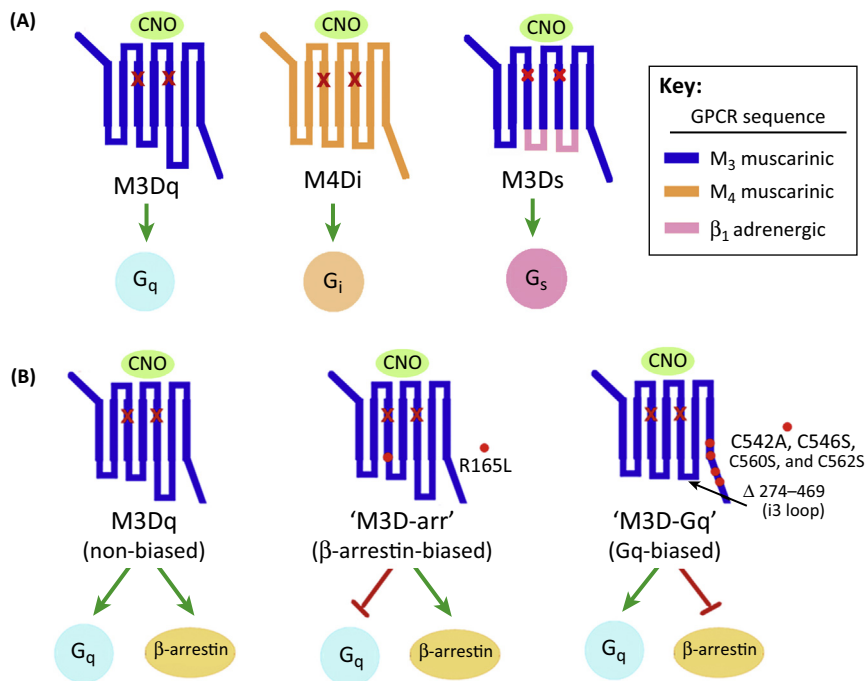 (A)
CNO
CNO
CNO
X X
X X
X X
M3Dq
M4Di
M3Ds
Gq
Gi
Gs
Key:
GPCR sequence
M3 muscarinic
M4 muscarinic
β1 adrenergic
(B)
CNO
CNO
CNO
X X
X X
X X
R165L
C542A, C546S,
C560S, and C562S
Δ 274–469
(i3 loop)
M3Dq
(non-biased)
‘M3D-arr’
(β-arrestin-biased)
‘M3D-Gq’
(Gq-biased)
Gq
β-arrestin
Gq
β-arrestin
Gq
β-arrestin